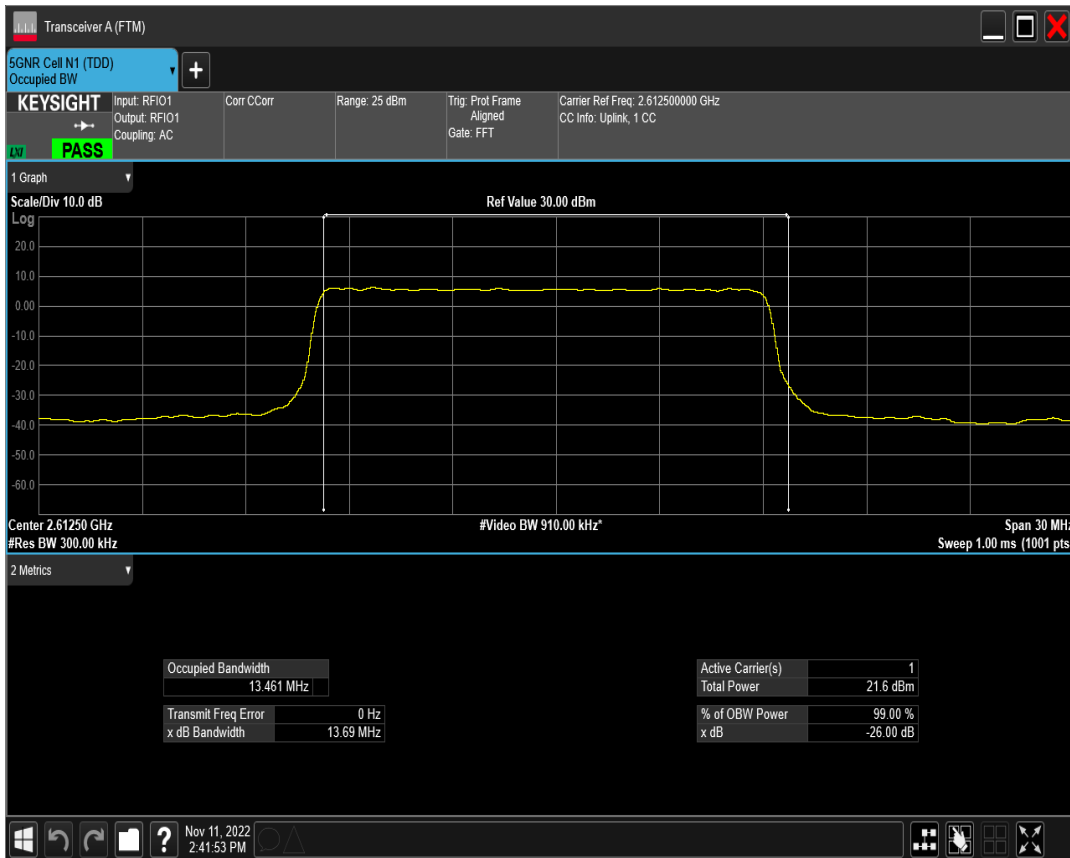 Transceiver A (FTM)
5GNR Cell N1 (TDD)
Occupied BW
+
KEYSIGHT
LXI
PASS
Input: RFIO1
Output: RFIO1
Coupling: AC
Corr CCorr
Range: 25 dBm
Trig: Prot Frame
Aligned
Gate: FFT
Carrier Ref Freq: 2.612500000 GHz
CC Info: Uplink, 1 CC
1 Graph
Scale/Div 10.0 dB
Ref Value 30.00 dBm
Log
20.0
10.0
0.00
-10.0
-20.0
-30.0
-40.0
-50.0
-60.0
Center 2.61250 GHz
#Video BW 910.00 kHz*
Span 30 MHz
#Res BW 300.00 kHz
Sweep 1.00 ms (1001 pts
2 Metrics
Occupied Bandwidth
13.461 MHz
Transmit Freq Error 0 Hz
x dB Bandwidth 13.69 MHz
Active Carrier(s) 1
Total Power 21.6 dBm
% of OBW Power 99.00 %
x dB -26.00 dB
?
Nov 11, 2022
2:41:53 PM